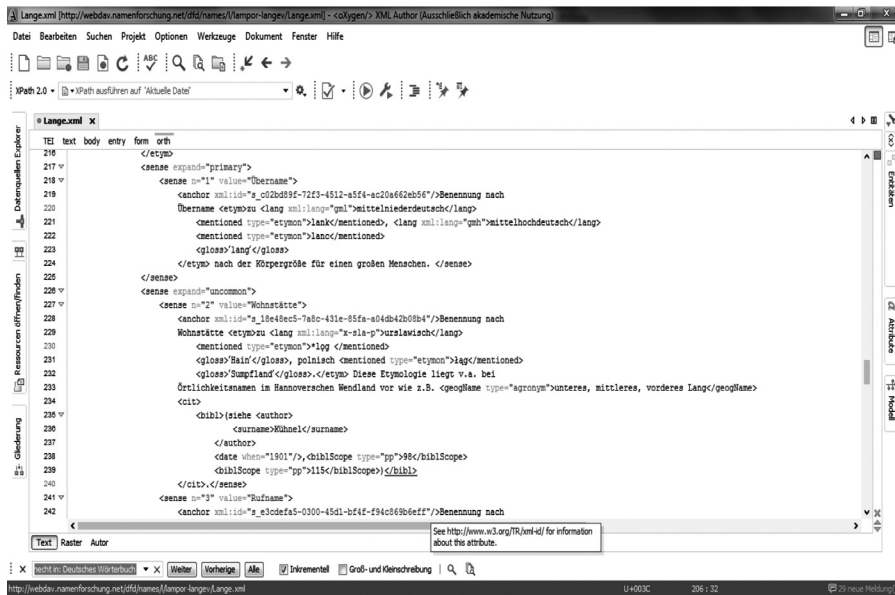 Lange.xml [http://webdav.namenforschung.net/dfd/names/l/lampor-langev/Lange.xml] - <oXygen/> XML Author (Ausschließlich akademische Nutzung)
Datei Bearbeiten Suchen Projekt Optionen Werkzeuge Dokument Fenster Hilfe
XPath 2.0 XPath ausführen auf 'Aktuelle Datei'
Lange.xml X
TEI text body entry form orth
216 </etym>
217 <sense expand="primary">
218 <sense n="1" value="Übername">
219 <anchor xml:id="s_c02bd89f-72f3-4512-a5f4-ac20a662eb56"/>Benennung nach
220 Übername <etym>zu <lang xml:lang="gml">mittelniederdeutsch</lang>
221 <mentioned type="etymon">lank</mentioned>, <lang xml:lang="gmh">mittelhochdeutsch</lang>
222 <mentioned type="etymon">lanc</mentioned>
223 <gloss>'lang'</gloss>
224 </etym> nach der Körpergröße für einen großen Menschen. </sense>
225 </sense>
226 <sense expand="uncommon">
227 <sense n="2" value="Wohnstätte">
228 <anchor xml:id="s_18e48ec5-7a8c-431e-85fa-a04db42b08b4"/>Benennung nach
229 Wohnstätte <etym>zu <lang xml:lang="x-sla-p">urslawisch</lang>
230 <mentioned type="etymon">*lǫg </mentioned>
231 <gloss>'Hain'</gloss>, polnisch <mentioned type="etymon">łąg</mentioned>
232 <gloss>'Sumpfland'</gloss>.</etym> Diese Etymologie liegt v.a. bei
233 Örtlichkeitsnamen im Hannoverschen Wendland vor wie z.B. <geogName type="agronym">unteres, mittleres, vorderes Lang</geogName>
234 <cit>
235 <bibl>(siehe <author>
236 <surname>Kühnel</surname>
237 </author>
238 <date when="1901"/>,<biblScope type="pp">98</biblScope>
239 <biblScope type="pp">115</biblScope>)</bibl>
240 </cit>.</sense>
241 <sense n="3" value="Rufname">
242 <anchor xml:id="s_e3cdefa5-0300-45d1-bf4f-f94c869b6eff"/>Benennung nach
See http://www.w3.org/TR/xml-id/ for information
about this attribute.
Text Raster Autor
recht in: Deutsches Wörterbuch Weiter Vorherige Alle Inkrementell Groß- und Kleinschreibung
http://webdav.namenforschung.net/dfd/names/l/lampor-langev/Lange.xml U+003C 206 : 32 29 neue Meldung
Datenquellen Explorer
Ressourcen öffnen/finden
Gliederung
Entitäten
Attribute
Modell